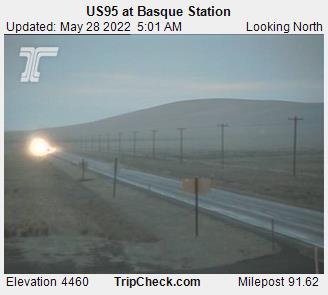 US95 at Basque Station
Updated: May 28 2022 5:01 AM Looking North
Elevation 4460 TripCheck.com Milepost 91.62